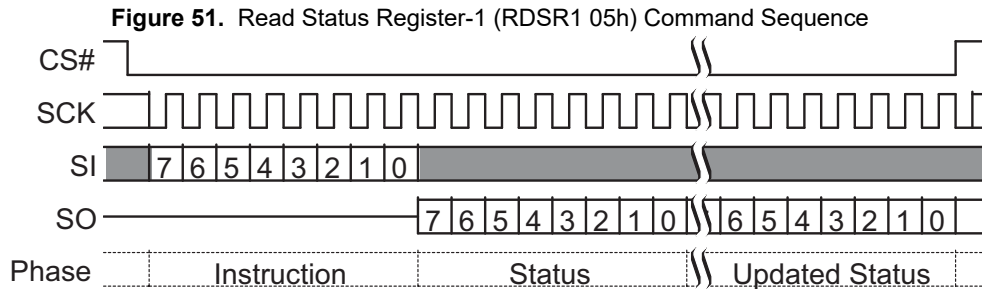 Figure 51. Read Status Register-1 (RDSR1 05h) Command Sequence
CS#
SCK
SI 7 6 5 4 3 2 1 0
SO 7 6 5 4 3 2 1 0 6 5 4 3 2 1 0
Phase Instruction Status Updated Status